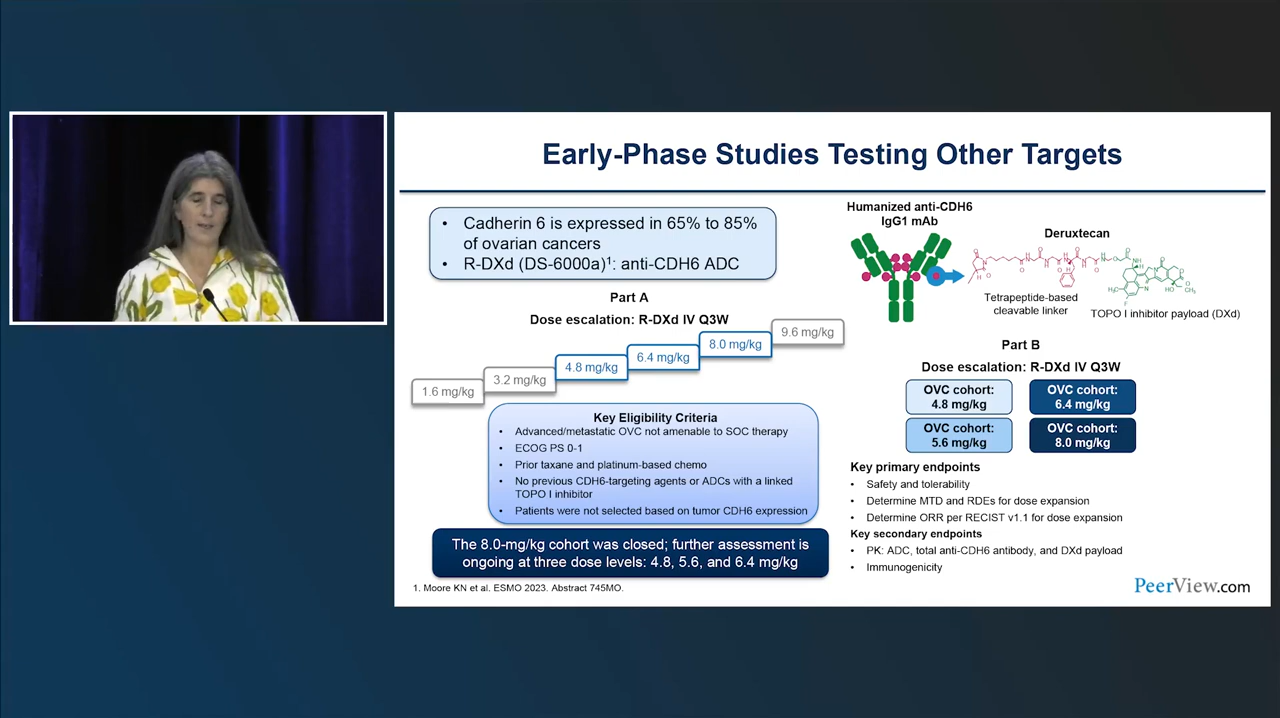 Early-Phase Studies Testing Other Targets
• Cadherin 6 is expressed in 65% to 85%
of ovarian cancers
• R-DXd (DS-6000a)¹: anti-CDH6 ADC
Part A
Dose escalation: R-DXd IV Q3W
1.6 mg/kg
3.2 mg/kg
4.8 mg/kg
6.4 mg/kg
8.0 mg/kg
9.6 mg/kg
Key Eligibility Criteria
• Advanced/metastatic OVC not amenable to SOC therapy
• ECOG PS 0-1
• Prior taxane and platinum-based chemo
• No previous CDH6-targeting agents or ADCs with a linked
TOPO I inhibitor
• Patients were not selected based on tumor CDH6 expression
The 8.0-mg/kg cohort was closed; further assessment is
ongoing at three dose levels: 4.8, 5.6, and 6.4 mg/kg
1. Moore KN et al. ESMO 2023. Abstract 745MO.
Humanized anti-CDH6
IgG1 mAb
Deruxtecan
Tetrapeptide-based
cleavable linker
TOPO I inhibitor payload (DXd)
Part B
Dose escalation: R-DXd IV Q3W
OVC cohort:
4.8 mg/kg
OVC cohort:
6.4 mg/kg
OVC cohort:
5.6 mg/kg
OVC cohort:
8.0 mg/kg
Key primary endpoints
• Safety and tolerability
• Determine MTD and RDEs for dose expansion
• Determine ORR per RECIST v1.1 for dose expansion
Key secondary endpoints
• PK: ADC, total anti-CDH6 antibody, and DXd payload
• Immunogenicity
PeerView.com